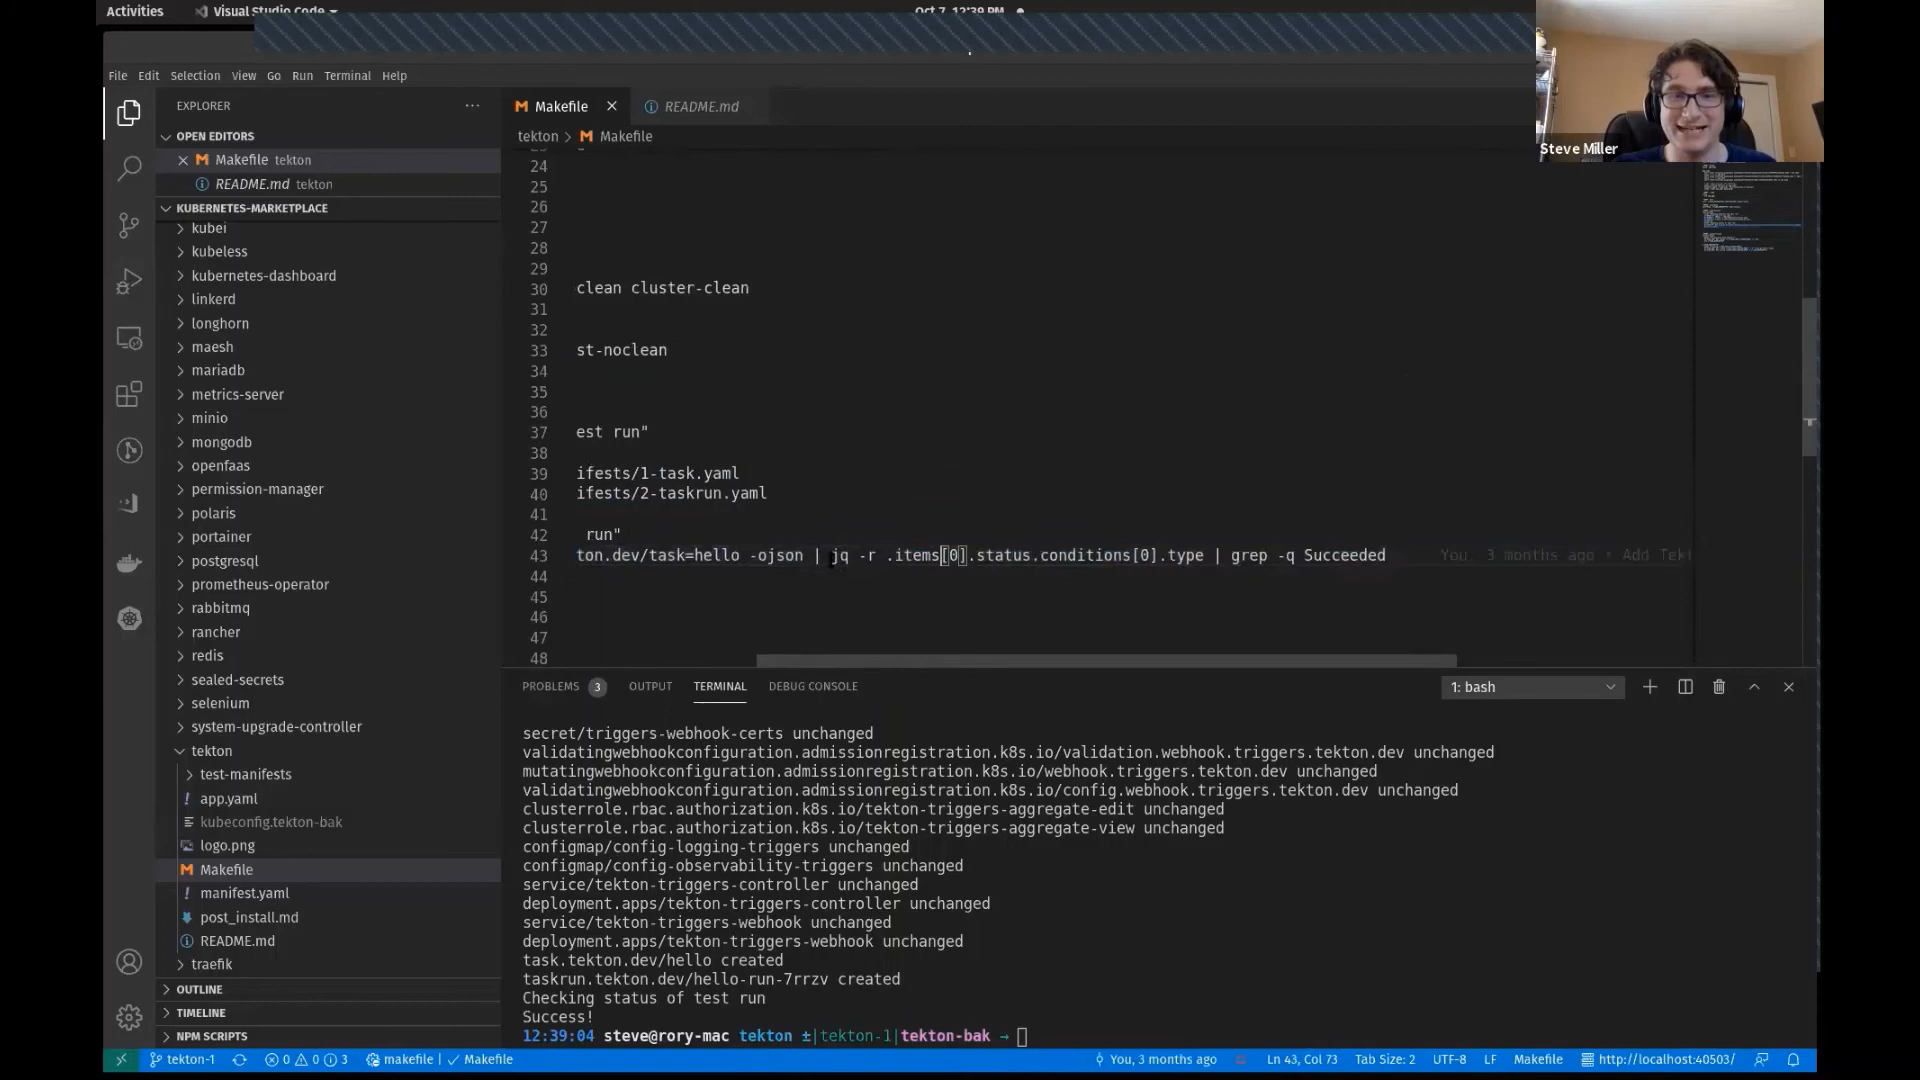 Activities
Visual Studio Code
Oct 7, 12:39 PM
File Edit Selection View Go Run Terminal Help
Steve Miller
EXPLORER
OPEN EDITORS
Makefile tekton
README.md tekton
KUBERNETES-MARKETPLACE
kubei
kubeless
kubernetes-dashboard
linkerd
longhorn
maesh
mariadb
metrics-server
minio
mongodb
openfaas
permission-manager
polaris
portainer
postgresql
prometheus-operator
rabbitmq
rancher
redis
sealed-secrets
selenium
system-upgrade-controller
tekton
test-manifests
app.yaml
kubeconfig.tekton-bak
logo.png
Makefile
manifest.yaml
post_install.md
README.md
traefik
OUTLINE
TIMELINE
NPM SCRIPTS
Makefile
README.md
tekton > Makefile
24
25
26
27
28
29
30 clean cluster-clean
31
32
33 st-noclean
34
35
36
37 est run"
38
39 ifests/1-task.yaml
40 ifests/2-taskrun.yaml
41
42 run"
43 ton.dev/task=hello -ojson | jq -r .items[0].status.conditions[0].type | grep -q Succeeded You, 3 months ago • Add Tekt
44
45
46
47
48
PROBLEMS 3 OUTPUT TERMINAL DEBUG CONSOLE 1: bash
secret/triggers-webhook-certs unchanged
validatingwebhookconfiguration.admissionregistration.k8s.io/validation.webhook.triggers.tekton.dev unchanged
mutatingwebhookconfiguration.admissionregistration.k8s.io/webhook.triggers.tekton.dev unchanged
validatingwebhookconfiguration.admissionregistration.k8s.io/config.webhook.triggers.tekton.dev unchanged
clusterrole.rbac.authorization.k8s.io/tekton-triggers-aggregate-edit unchanged
clusterrole.rbac.authorization.k8s.io/tekton-triggers-aggregate-view unchanged
configmap/config-logging-triggers unchanged
configmap/config-observability-triggers unchanged
service/tekton-triggers-controller unchanged
deployment.apps/tekton-triggers-controller unchanged
service/tekton-triggers-webhook unchanged
deployment.apps/tekton-triggers-webhook unchanged
task.tekton.dev/hello created
taskrun.tekton.dev/hello-run-7rrzv created
Checking status of test run
Success!
12:39:04 steve@rory-mac tekton ±|tekton-1|tekton-bak →
tekton-1 0 0 3 makefile | ✓ Makefile You, 3 months ago Ln 43, Col 73 Tab Size: 2 UTF-8 LF Makefile http://localhost:40503/